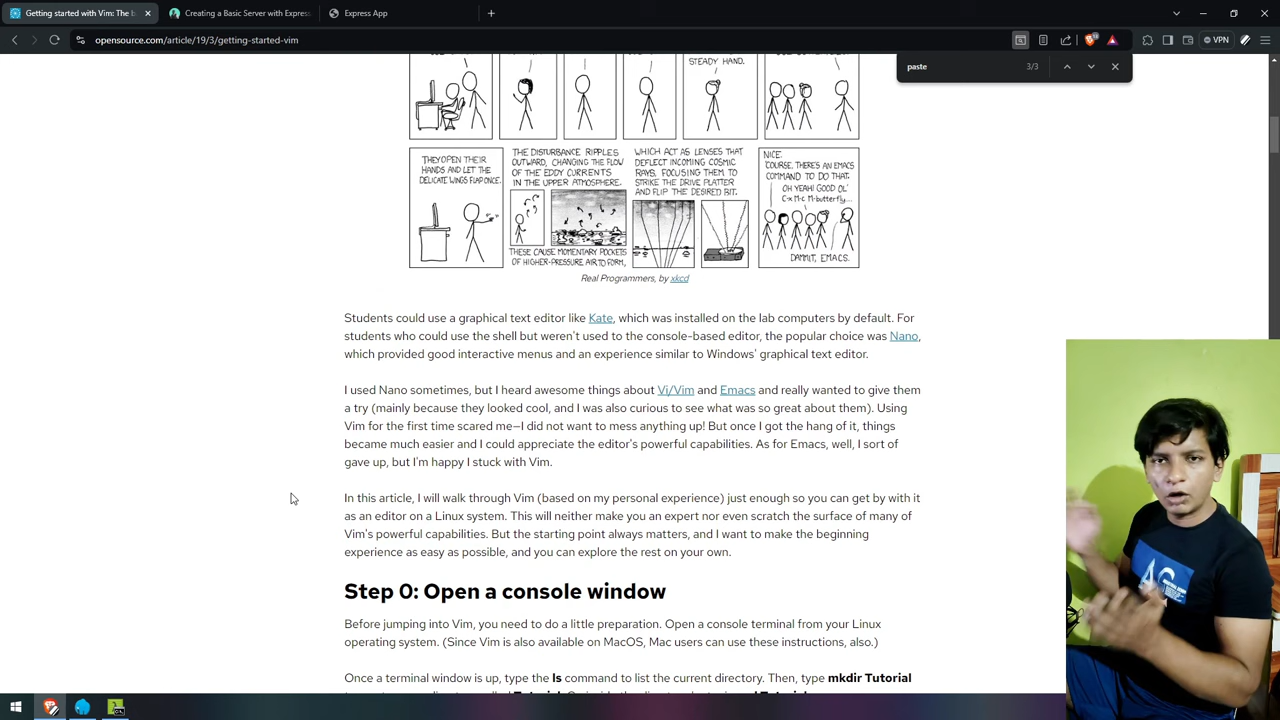 Getting started with Vim: The b
Creating a Basic Server with Express
Express App
opensource.com/article/19/3/getting-started-vim
VPN
paste
3/3
STEADY HAND.
THEY OPEN THEIR
HANDS AND LET THE
DELICATE WINGS FLAP ONCE.
THE DISTURBANCE RIPPLES
OUTWARD, CHANGING THE FLOW
OF THE EDDY CURRENTS
IN THE UPPER ATMOSPHERE.
THESE CAUSE MOMENTARY POCKETS
OF HIGHER-PRESSURE AIR TO FORM,
WHICH ACT AS LENSES THAT
DEFLECT INCOMING COSMIC
RAYS, FOCUSING THEM TO
STRIKE THE DRIVE PLATTER
AND FLIP THE DESIRED BIT.
NICE.
'COURSE, THERE'S AN EMACS
COMMAND TO DO THAT.
OH YEAH! GOOD OL'
C-x M-c M-butterfly...
DAMMIT, EMACS.
Real Programmers, by xkcd
Students could use a graphical text editor like Kate, which was installed on the lab computers by default. For
students who could use the shell but weren't used to the console-based editor, the popular choice was Nano,
which provided good interactive menus and an experience similar to Windows' graphical text editor.
I used Nano sometimes, but I heard awesome things about Vi/Vim and Emacs and really wanted to give them
a try (mainly because they looked cool, and I was also curious to see what was so great about them). Using
Vim for the first time scared me—I did not want to mess anything up! But once I got the hang of it, things
became much easier and I could appreciate the editor's powerful capabilities. As for Emacs, well, I sort of
gave up, but I'm happy I stuck with Vim.
In this article, I will walk through Vim (based on my personal experience) just enough so you can get by with it
as an editor on a Linux system. This will neither make you an expert nor even scratch the surface of many of
Vim's powerful capabilities. But the starting point always matters, and I want to make the beginning
experience as easy as possible, and you can explore the rest on your own.
Step 0: Open a console window
Before jumping into Vim, you need to do a little preparation. Open a console terminal from your Linux
operating system. (Since Vim is also available on MacOS, Mac users can use these instructions, also.)
Once a terminal window is up, type the ls command to list the current directory. Then, type mkdir Tutorial